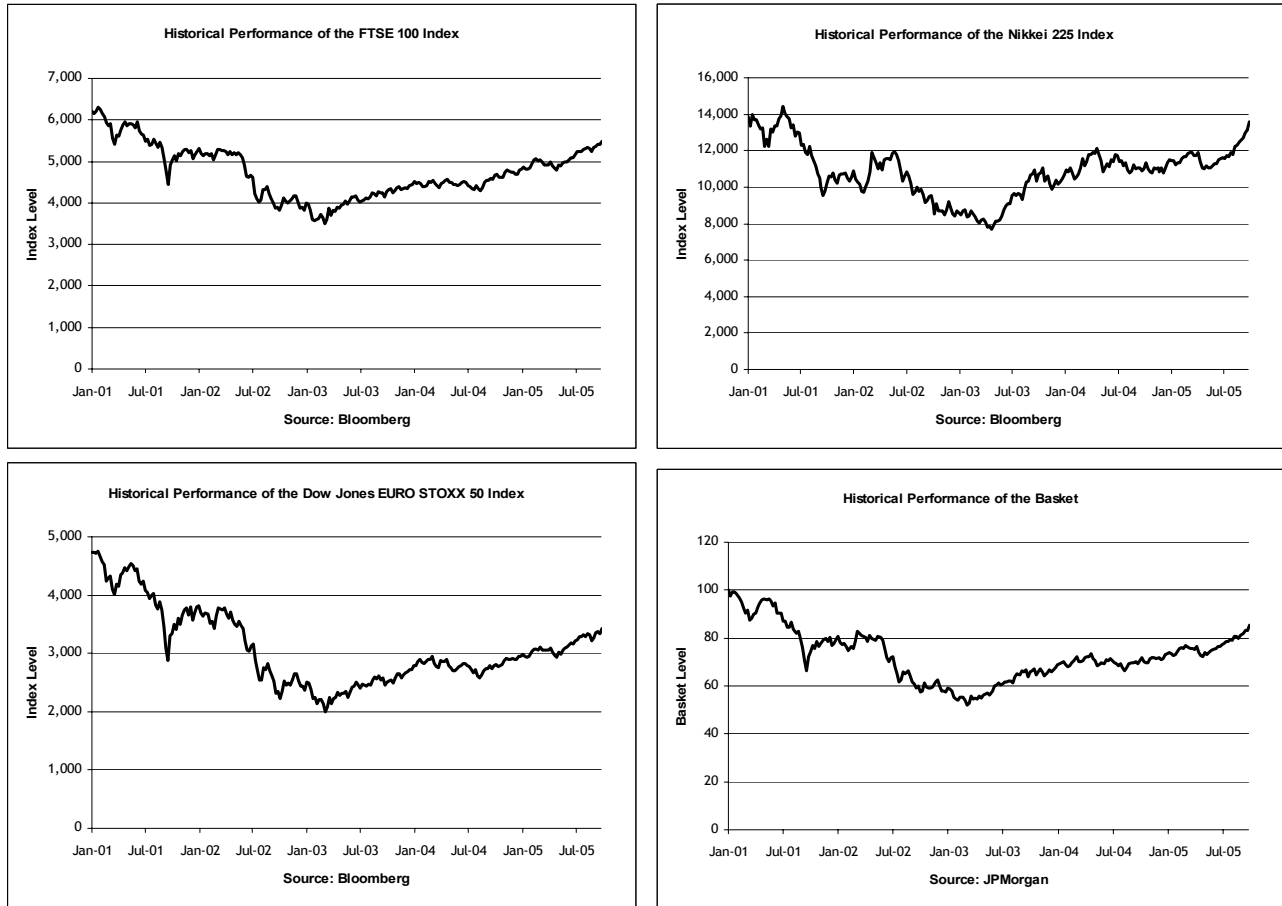 Historical Performance of the FTSE 100 Index
7,000
6,000
5,000
4,000
3,000
2,000
1,000
0
Index Level
Jan-01 Jul-01 Jan-02 Jul-02 Jan-03 Jul-03 Jan-04 Jul-04 Jan-05 Jul-05
Source: Bloomberg
Historical Performance of the Nikkei 225 Index
16,000
14,000
12,000
10,000
8,000
6,000
4,000
2,000
0
Index Level
Jan-01 Jul-01 Jan-02 Jul-02 Jan-03 Jul-03 Jan-04 Jul-04 Jan-05 Jul-05
Source: Bloomberg
Historical Performance of the Dow Jones EURO STOXX 50 Index
5,000
4,000
3,000
2,000
1,000
0
Index Level
Jan-01 Jul-01 Jan-02 Jul-02 Jan-03 Jul-03 Jan-04 Jul-04 Jan-05 Jul-05
Source: Bloomberg
Historical Performance of the Basket
120
100
80
60
40
20
0
Basket Level
Jan-01 Jul-01 Jan-02 Jul-02 Jan-03 Jul-03 Jan-04 Jul-04 Jan-05 Jul-05
Source: JPMorgan